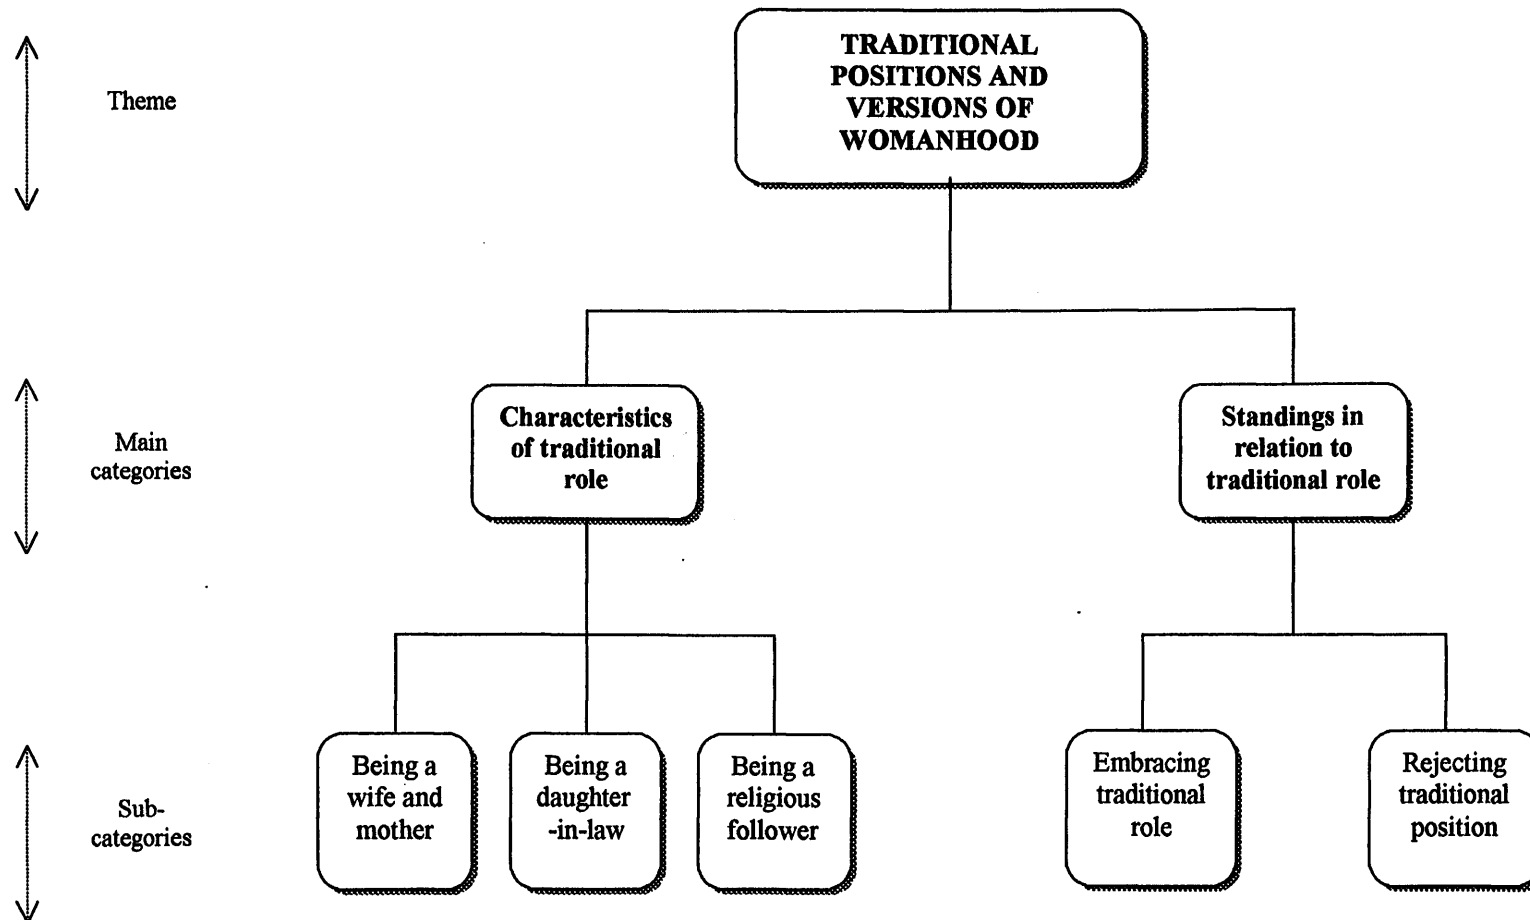 Theme
TRADITIONAL
POSITIONS AND
VERSIONS OF
WOMANHOOD
Main
categories
Characteristics
of traditional
role
Standings in
relation to
traditional role
Sub-
categories
Being a
wife and
mother
Being a
daughter
-in-law
Being a
religious
follower
Embracing
traditional
role
Rejecting
traditional
position